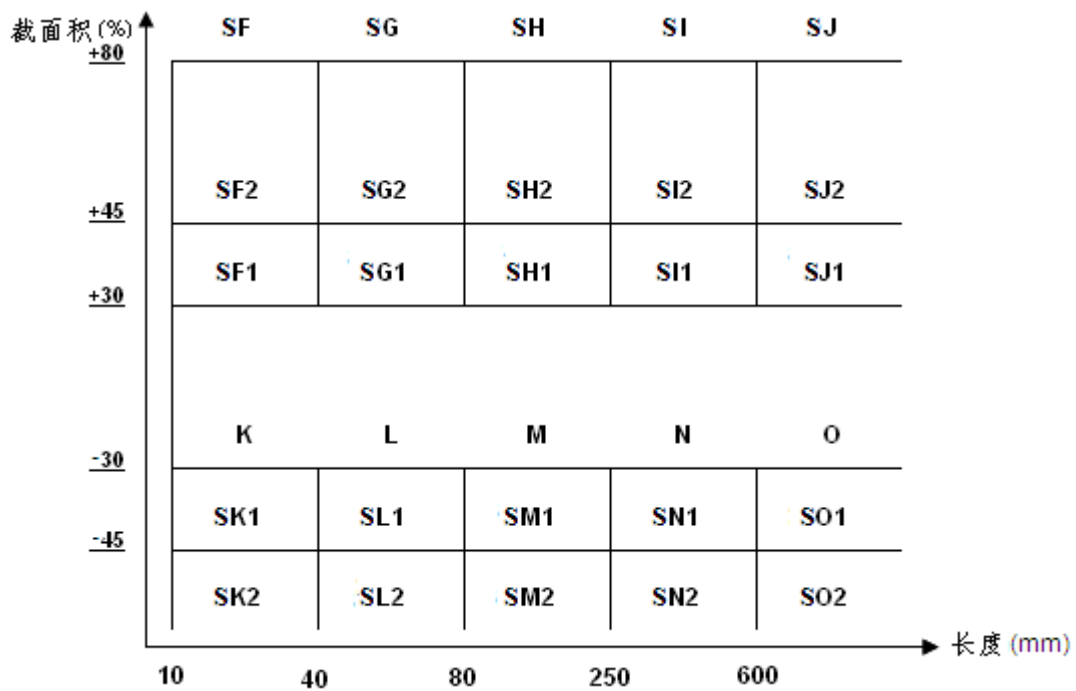 截面积(%) SF SG SH SI SJ
+80
SF2 SG2 SH2 SI2 SJ2
+45
SF1 SG1 SH1 SI1 SJ1
+30
K L M N O
-30
SK1 SL1 SM1 SN1 SO1
-45
SK2 SL2 SM2 SN2 SO2
长度(mm)
10 40 80 250 600